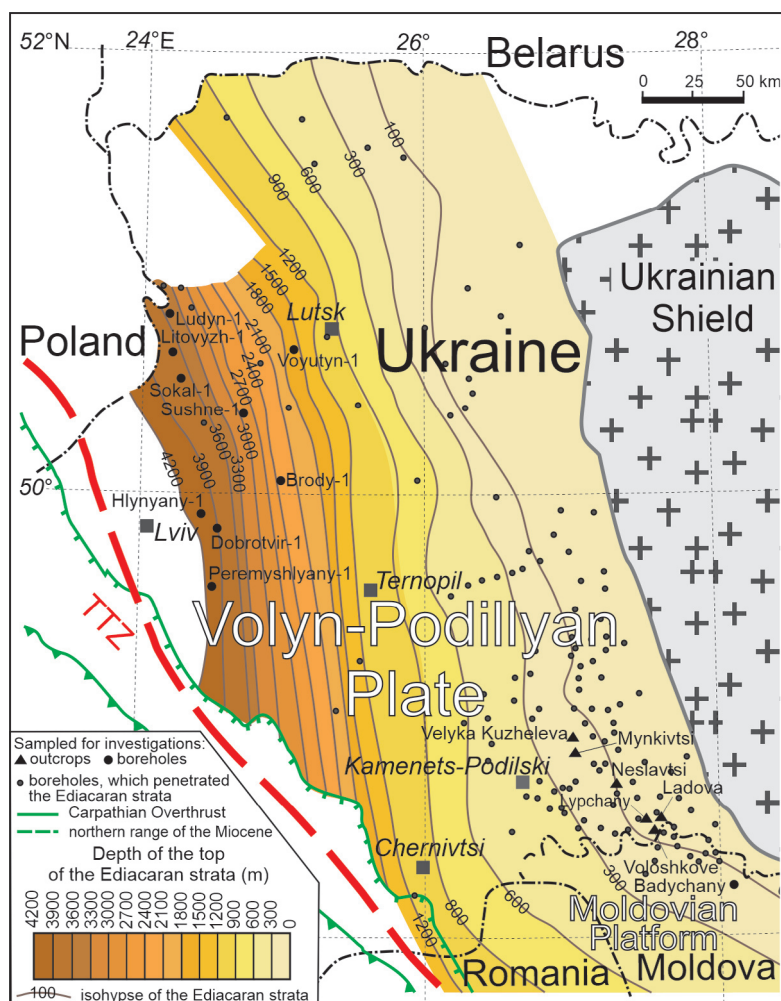 52°N
24°E
26°
28°
Belarus
0 25 50 km
100
300
600
900
1200
1500
1800
2100
2400
2700
3000
3300
3600
3900
4200
Ukrainian
Shield
Lutsk
Ludyn-1
Litovyzh-1
Poland
Voyutyn-1
Ukraine
Sokal-1
Sushne-1
50°
Brody-1
Hlynyany-1
Lviv
Dobrotvir-1
Peremyshlyany-1
Ternopil
TTZ
Volyn-Podillyan
Plate
Velyka Kuzheleva
Mynkivtsi
Kamenets-Podilski
Neslavtsi
Lypchany
Ladova
Chernivtsi
Voloshkove
Badychany
300
600
800
1200
Moldovian
Platform
Romania
Moldova
Sampled for investigations:
outcrops
boreholes
boreholes, which penetrated
the Ediacaran strata
Carpathian Overthrust
northern range of the Miocene
Depth of the top
of the Ediacaran strata (m)
4200 3900 3600 3300 3000 2700 2400 2100 1800 1500 1200 900 600 300 0
100 isohypse of the Ediacaran strata